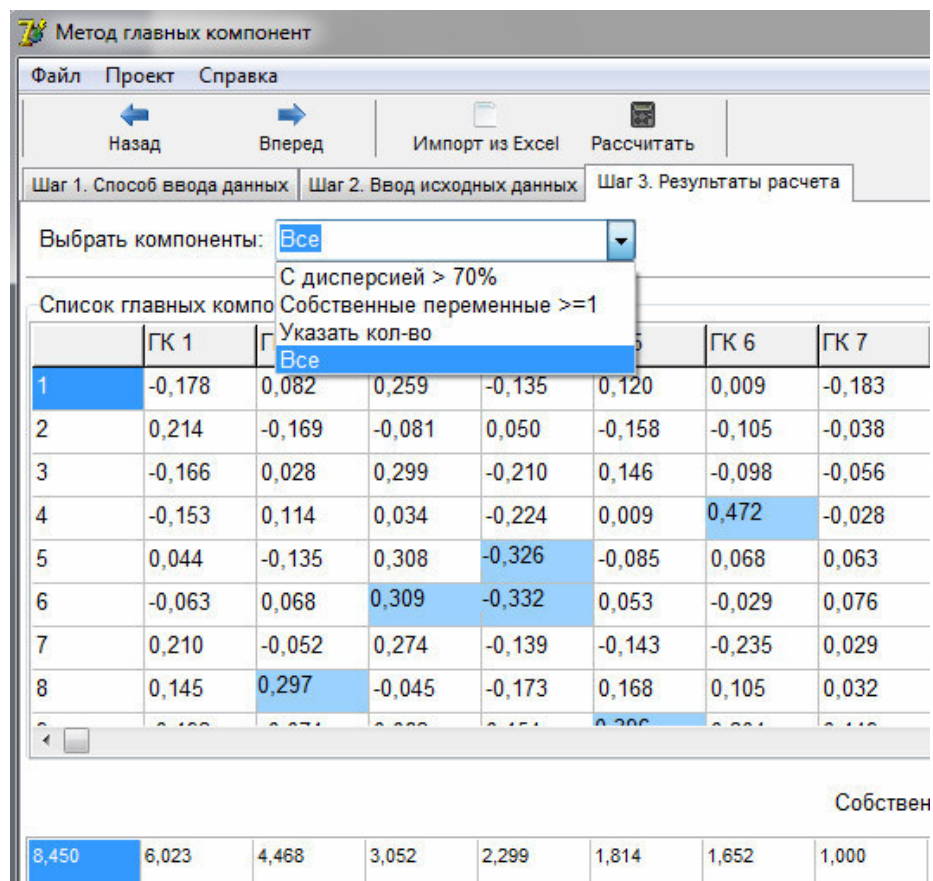 Метод главных компонент
Файл Проект Справка
Назад Вперед Импорт из Excel Рассчитать
Шаг 1. Способ ввода данных Шаг 2. Ввод исходных данных Шаг 3. Результаты расчета
Выбрать компоненты: Все
С дисперсией > 70%
Собственные переменные >=1
Указать кол-во
Все
Список главных
ГК 1 ГК 6 ГК 7
1 -0,178 0,082 0,259 -0,135 0,120 0,009 -0,183
2 0,214 -0,169 -0,081 0,050 -0,158 -0,105 -0,038
3 -0,166 0,028 0,299 -0,210 0,146 -0,098 -0,056
4 -0,153 0,114 0,034 -0,224 0,009 0,472 -0,028
5 0,044 -0,135 0,308 -0,326 -0,085 0,068 0,063
6 -0,063 0,068 0,309 -0,332 0,053 -0,029 0,076
7 0,210 -0,052 0,274 -0,139 -0,143 -0,235 0,029
8 0,145 0,297 -0,045 -0,173 0,168 0,105 0,032
Собствен
8,450 6,023 4,468 3,052 2,299 1,814 1,652 1,000